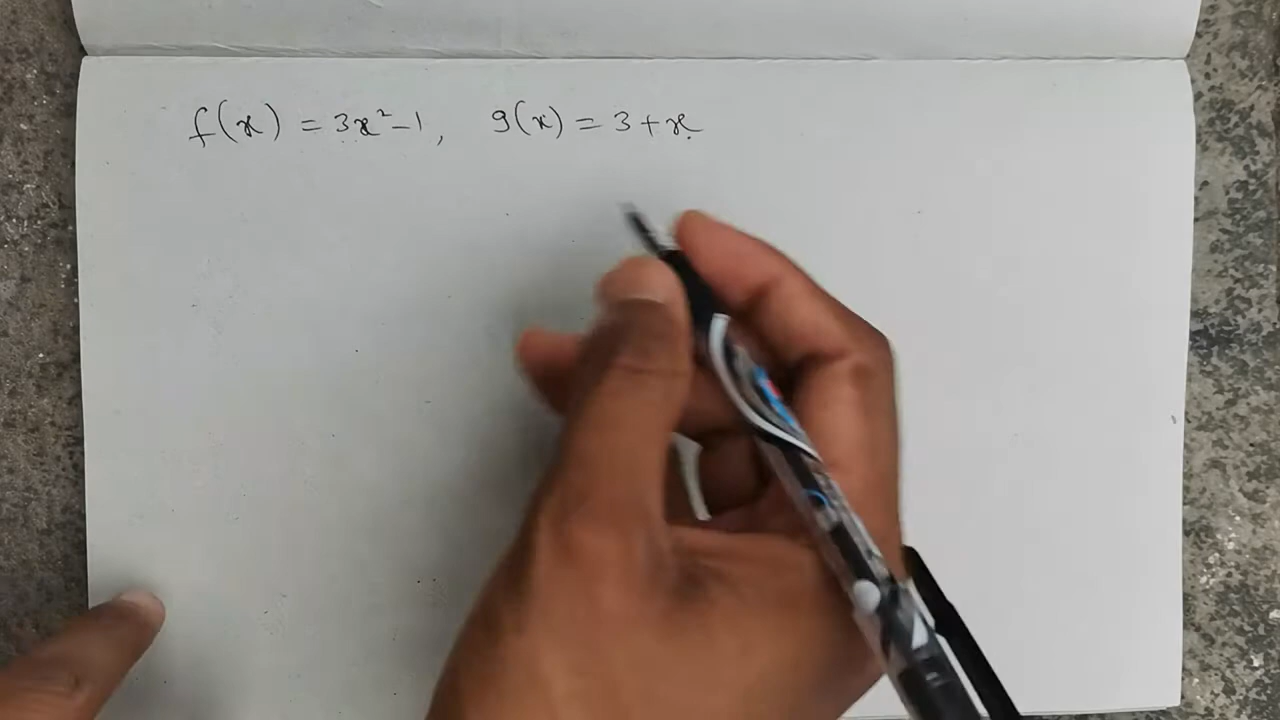 f(x) = 3x² - 1, g(x) = 3 + x